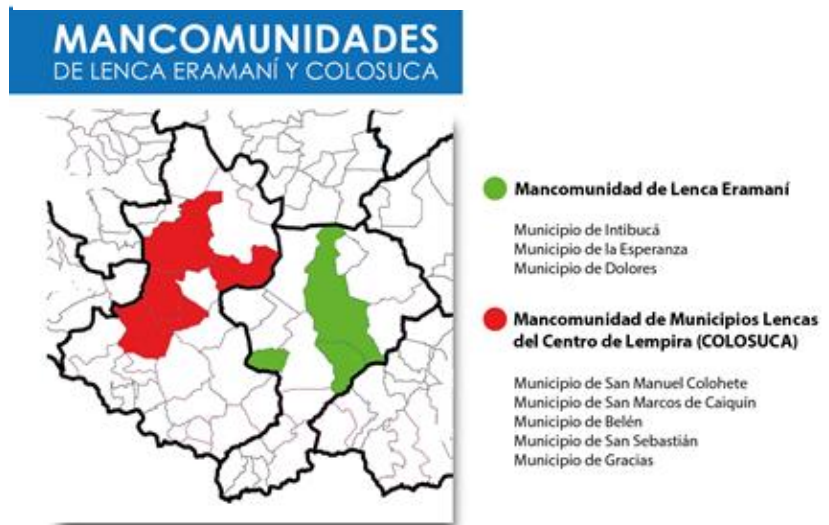 MANCOMUNIDADES
DE LENCA ERAMANÍ Y COLOSUCA
Mancomunidad de Lenca Eramaní
Municipio de Intibucá
Municipio de la Esperanza
Municipio de Dolores
Mancomunidad de Municipios Lencas
del Centro de Lempira (COLOSUCA)
Municipio de San Manuel Colohete
Municipio de San Marcos de Caiquín
Municipio de Belén
Municipio de San Sebastián
Municipio de Gracias